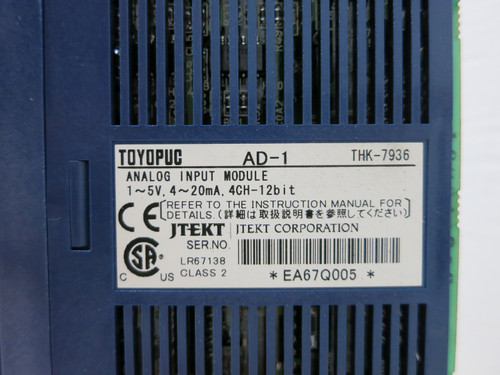 TOYOPUC AD-1 THK-7936
ANALOG INPUT MODULE
1～5V, 4～20mA, 4CH-12bit
CE [REFER TO THE INSTRUCTION MANUAL FOR
DETAILS. (詳細は取扱説明書を参照してください)]
JTEKT JTEKT CORPORATION
SER.NO.
SA LR67138
C US CLASS 2 * EA67Q005 *